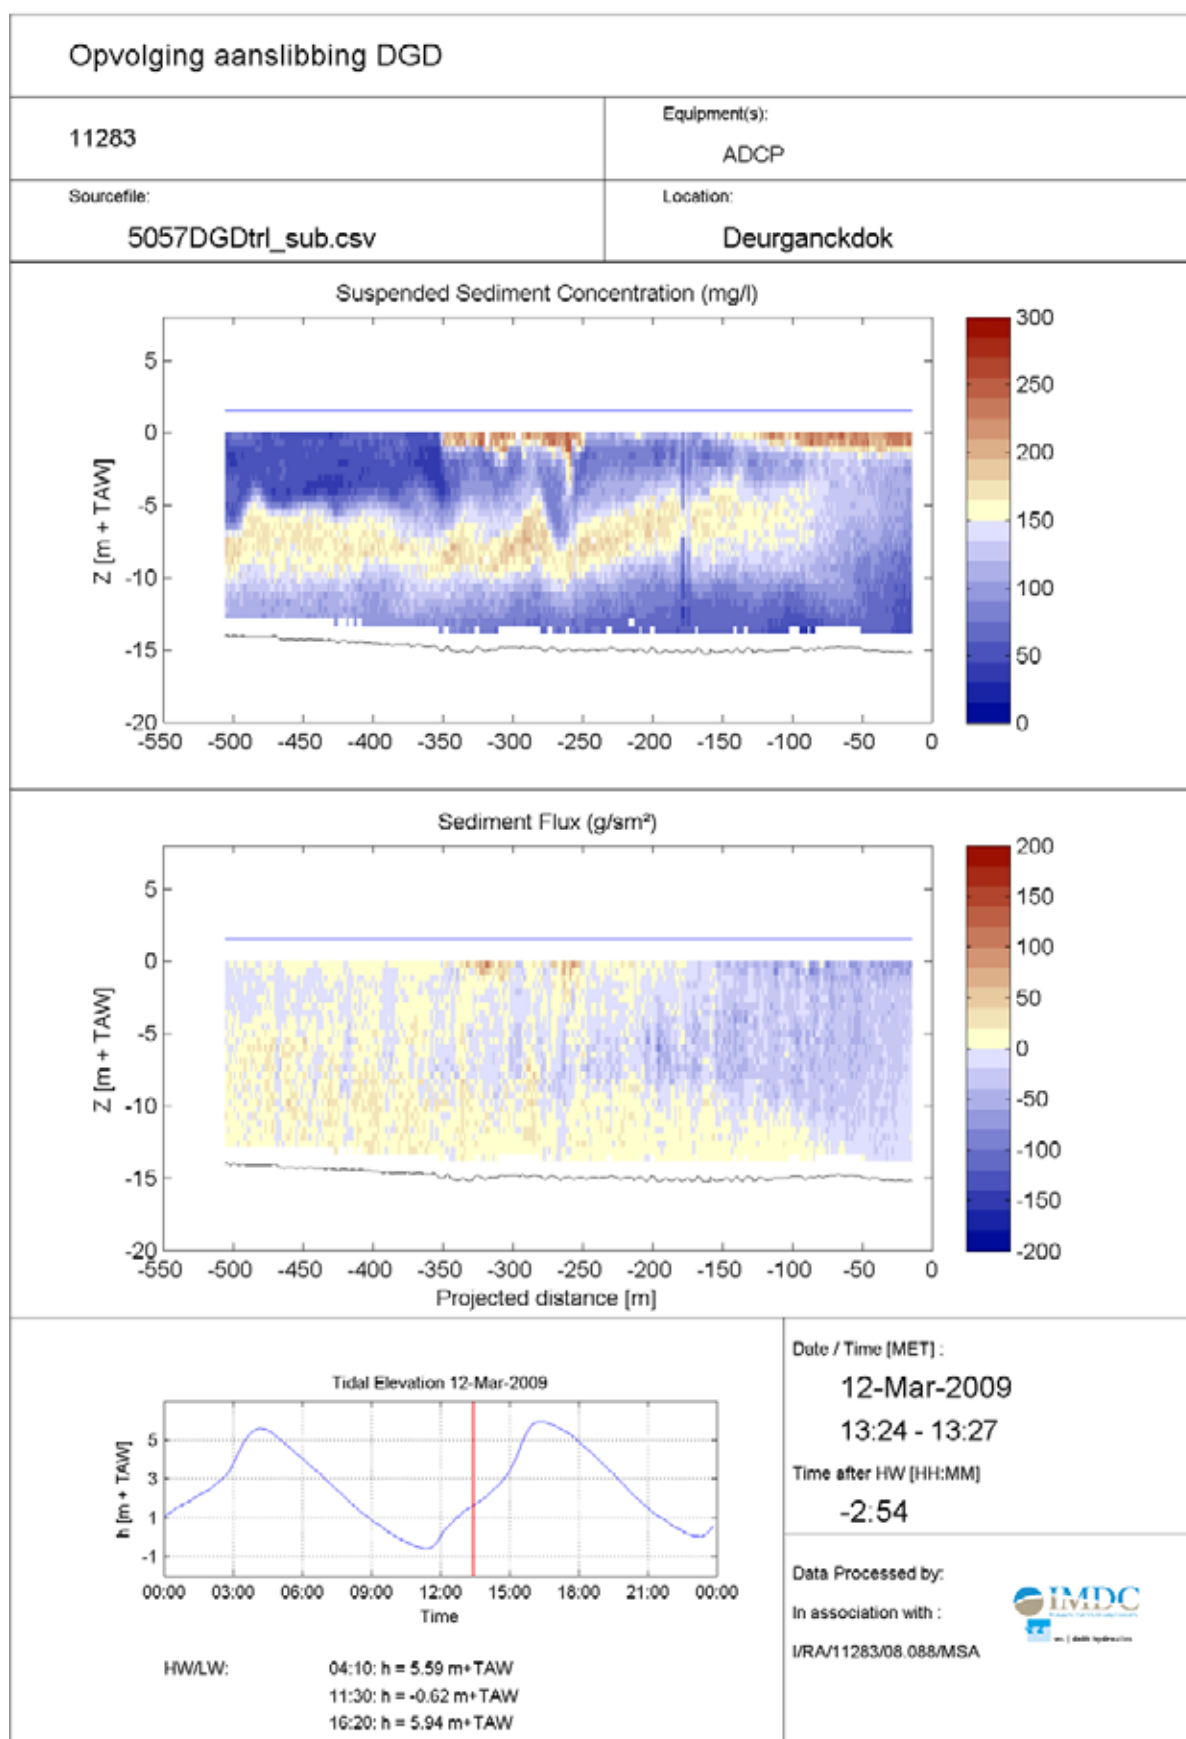 Opvolging aanslibbing DGD
11283
Equipment(s):
ADCP
Sourcefile:
5057DGDtrl_sub.csv
Location:
Deurganckdok
Suspended Sediment Concentration (mg/l)
Z [m + TAW]
5
0
-5
-10
-15
-20
-550 -500 -450 -400 -350 -300 -250 -200 -150 -100 -50 0
300
250
200
150
100
50
0
Sediment Flux (g/sm²)
Z [m + TAW]
5
0
-5
-10
-15
-20
-550 -500 -450 -400 -350 -300 -250 -200 -150 -100 -50 0
Projected distance [m]
200
150
100
50
0
-50
-100
-150
-200
Tidal Elevation 12-Mar-2009
h [m + TAW]
5
3
1
-1
00:00 03:00 06:00 09:00 12:00 15:00 18:00 21:00 00:00
Time
HW/LW:
04:10: h = 5.59 m+TAW
11:30: h = -0.62 m+TAW
16:20: h = 5.94 m+TAW
Date / Time [MET] :
12-Mar-2009
13:24 - 13:27
Time after HW [HH:MM]
-2:54
Data Processed by:
IMDC
In association with :
wl | delft hydraulics
I/RA/11283/08.088/MSA